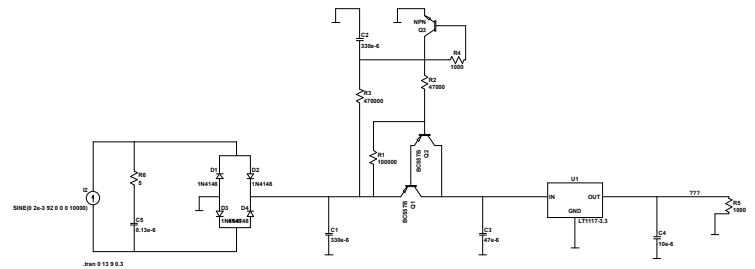 NPN
Q3
C2
330e-6
R4
1000
R2
47000
R3
470000
R1
100000
BC557B
Q2
BC557B
Q1
D1
1N4148
D2
1N4148
D3
1N4148
D4
1N4148
R6
5
C5
0.13e-6
I2
SINE(0 2e-3 92 0 0 0 10000)
.tran 0 13 9 0.3
C1
330e-6
C3
47e-6
U1
IN
OUT
GND
LT1117-3.3
???
R5
1000
C4
10e-6